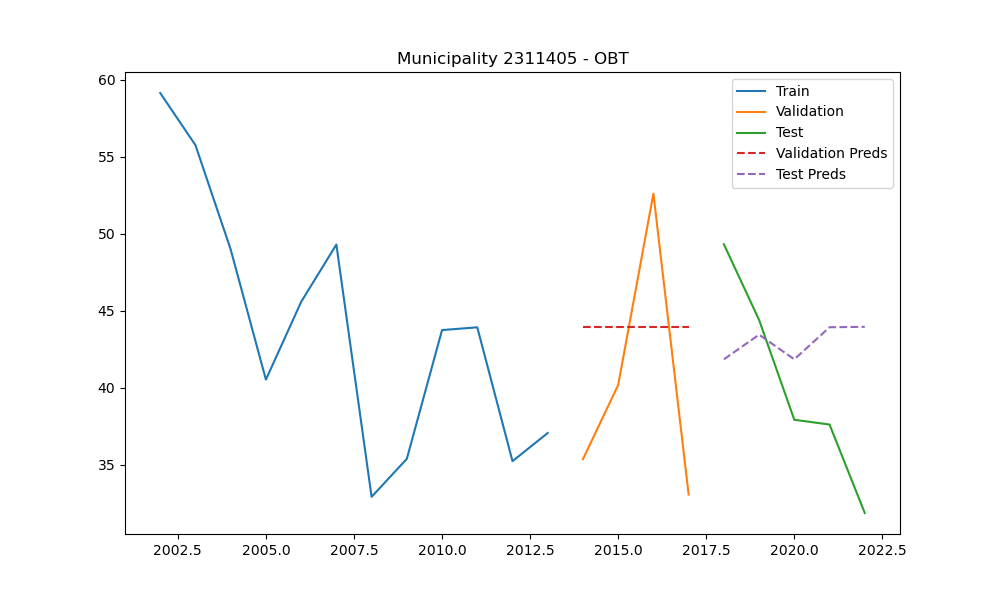 Municipality 2311405 - OBT
60
55
50
45
40
35
2002.5 2005.0 2007.5 2010.0 2012.5 2015.0 2017.5 2020.0 2022.5
Train
Validation
Test
Validation Preds
Test Preds